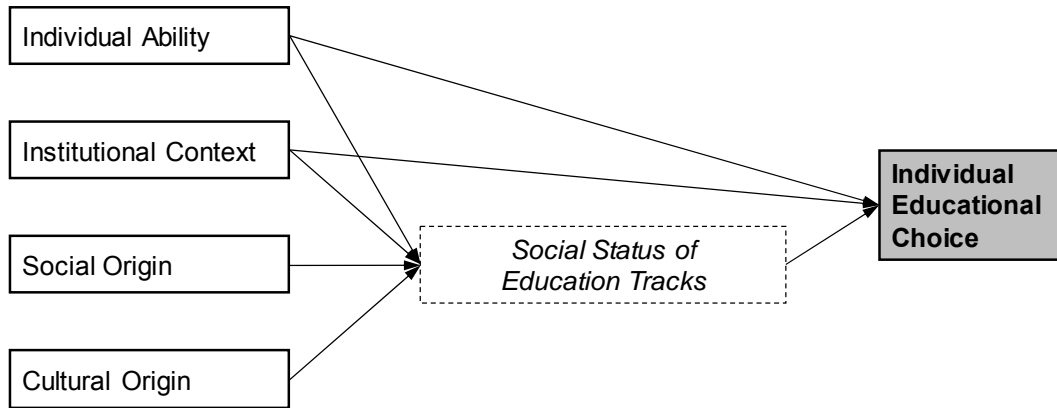 Individual Ability
Institutional Context
Social Origin
Cultural Origin
Social Status of
Education Tracks
Individual
Educational
Choice